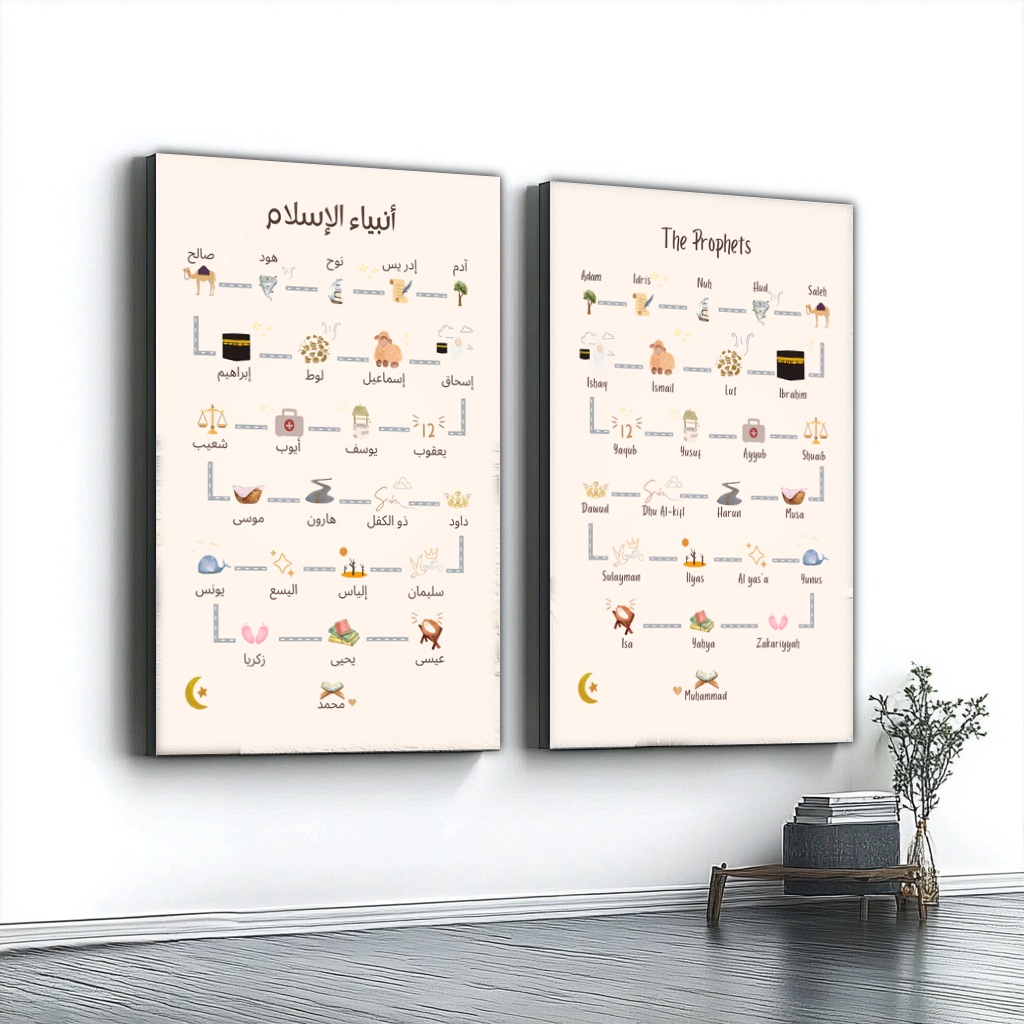 أنبياء الإسلام
آدم إدريس نوح هود صالح
إسحاق إسماعيل لوط إبراهيم
12
يعقوب يوسف أيوب شعيب
داود ذو الكفل هارون موسى
سليمان إلياس اليسع يونس
عيسى يحيى زكريا
محمد
The Prophets
Adam Idris Nuh Hud Saleh
Ishaq Ismail Lut Ibrahim
12
Yaqub Yusuf Ayyub Shuaib
Dawud Dhu Al-kifl Harun Musa
Sulayman Ilyas Al yas'a Yunus
Isa Yahya Zakariyyah
Muhammad